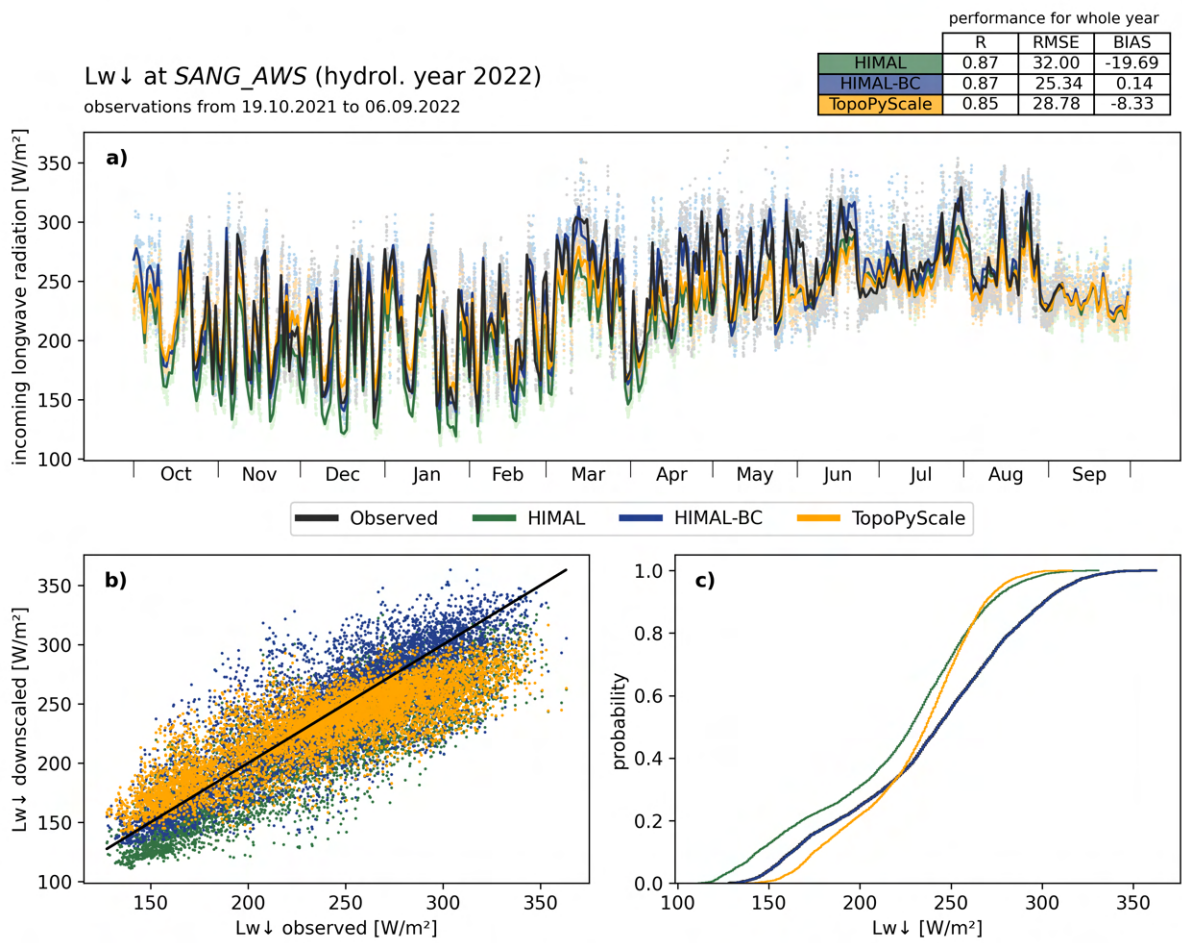 performance for whole year
R RMSE BIAS
HIMAL 0.87 32.00 -19.69
HIMAL-BC 0.87 25.34 0.14
TopoPyScale 0.85 28.78 -8.33
Lw↓ at SANG_AWS (hydrol. year 2022)
observations from 19.10.2021 to 06.09.2022
a)
incoming longwave radiation [W/m²]
350
300
250
200
150
100
Oct Nov Dec Jan Feb Mar Apr May Jun Jul Aug Sep
Observed HIMAL HIMAL-BC TopoPyScale
b)
Lw↓ downscaled [W/m²]
350
300
250
200
150
100
150 200 250 300 350
Lw↓ observed [W/m²]
c)
probability
1.0
0.8
0.6
0.4
0.2
0.0
100 150 200 250 300 350
Lw↓ [W/m²]